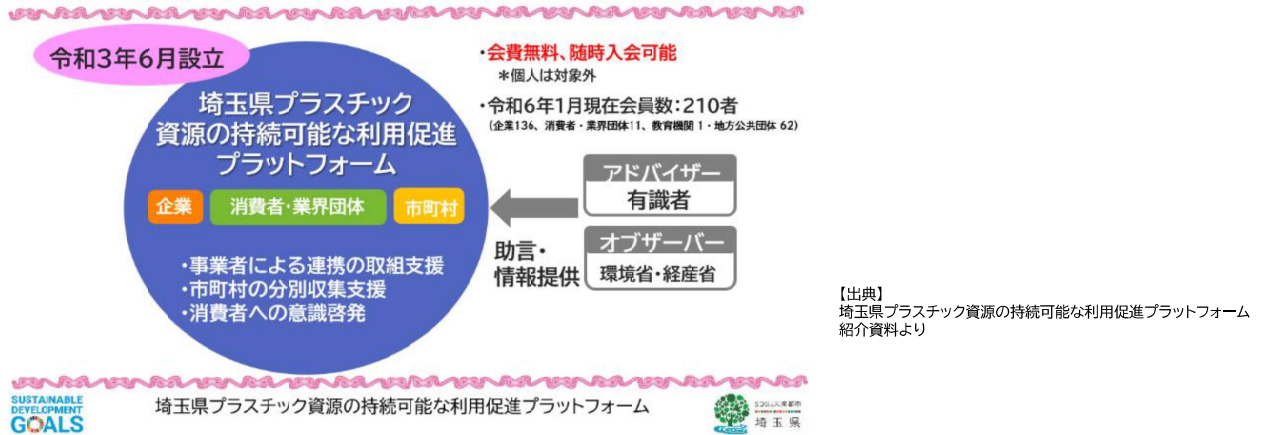 令和3年6月設立
埼玉県プラスチック
資源の持続可能な利用促進
プラットフォーム
企業
消費者・業界団体
市町村
・事業者による連携の取組支援
・市町村の分別収集支援
・消費者への意識啓発
・会費無料、随時入会可能
＊個人は対象外
・令和6年1月現在会員数：210者
（企業136、消費者・業界団体11、教育機関 1・地方公共団体 62）
アドバイザー
有識者
オブザーバー
環境省・経産省
助言・
情報提供
【出典】
埼玉県プラスチック資源の持続可能な利用促進プラットフォーム
紹介資料より
SUSTAINABLE
DEVELOPMENT
GOALS
埼玉県プラスチック資源の持続可能な利用促進プラットフォーム
埼玉県